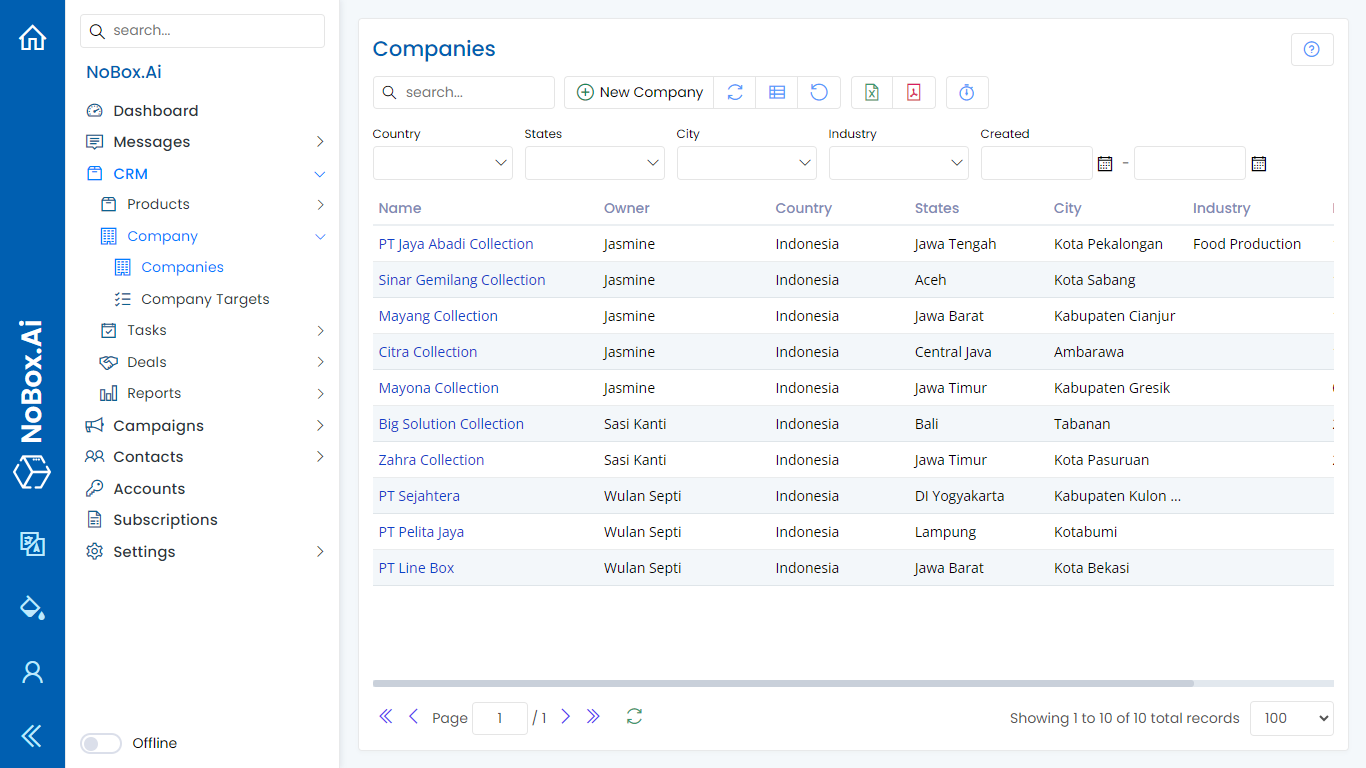 search...
NoBox.Ai
Dashboard
Messages
CRM
Products
Company
Companies
Company Targets
Tasks
Deals
Reports
Campaigns
Contacts
Accounts
Subscriptions
Settings
Offline
NoBox.Ai
Companies
search... New Company
Country States City Industry Created
-
Name Owner Country States City Industry
PT Jaya Abadi Collection Jasmine Indonesia Jawa Tengah Kota Pekalongan Food Production
Sinar Gemilang Collection Jasmine Indonesia Aceh Kota Sabang
Mayang Collection Jasmine Indonesia Jawa Barat Kabupaten Cianjur
Citra Collection Jasmine Indonesia Central Java Ambarawa
Mayona Collection Jasmine Indonesia Jawa Timur Kabupaten Gresik
Big Solution Collection Sasi Kanti Indonesia Bali Tabanan
Zahra Collection Sasi Kanti Indonesia Jawa Timur Kota Pasuruan
PT Sejahtera Wulan Septi Indonesia DI Yogyakarta Kabupaten Kulon ...
PT Pelita Jaya Wulan Septi Indonesia Lampung Kotabumi
PT Line Box Wulan Septi Indonesia Jawa Barat Kota Bekasi
Page 1 / 1 Showing 1 to 10 of 10 total records 100